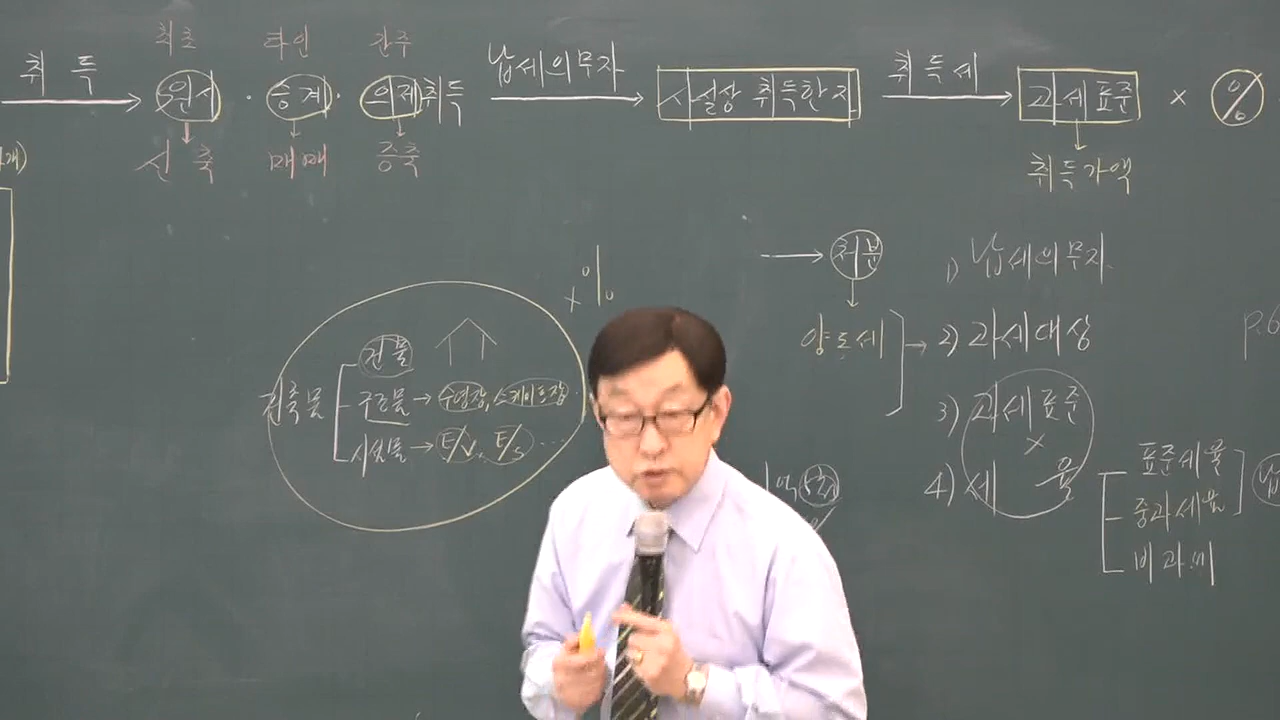 최초 타인 간주
취득 → 원시 · 승계 · 의제취득 납세의무자 → 사실상 취득한 자 취득세 → 과세표준 × %
신축 매매 증축 취득가액
→ 처분 1) 납세의무자
× %
양도세 → 2) 과세대상
건물
건축물 구조물 → 수영장, 스케이트장 3) 과세표준
×
시설물 → E/V, E/S ... 4) 세율 표준세율
중과세율
비과세